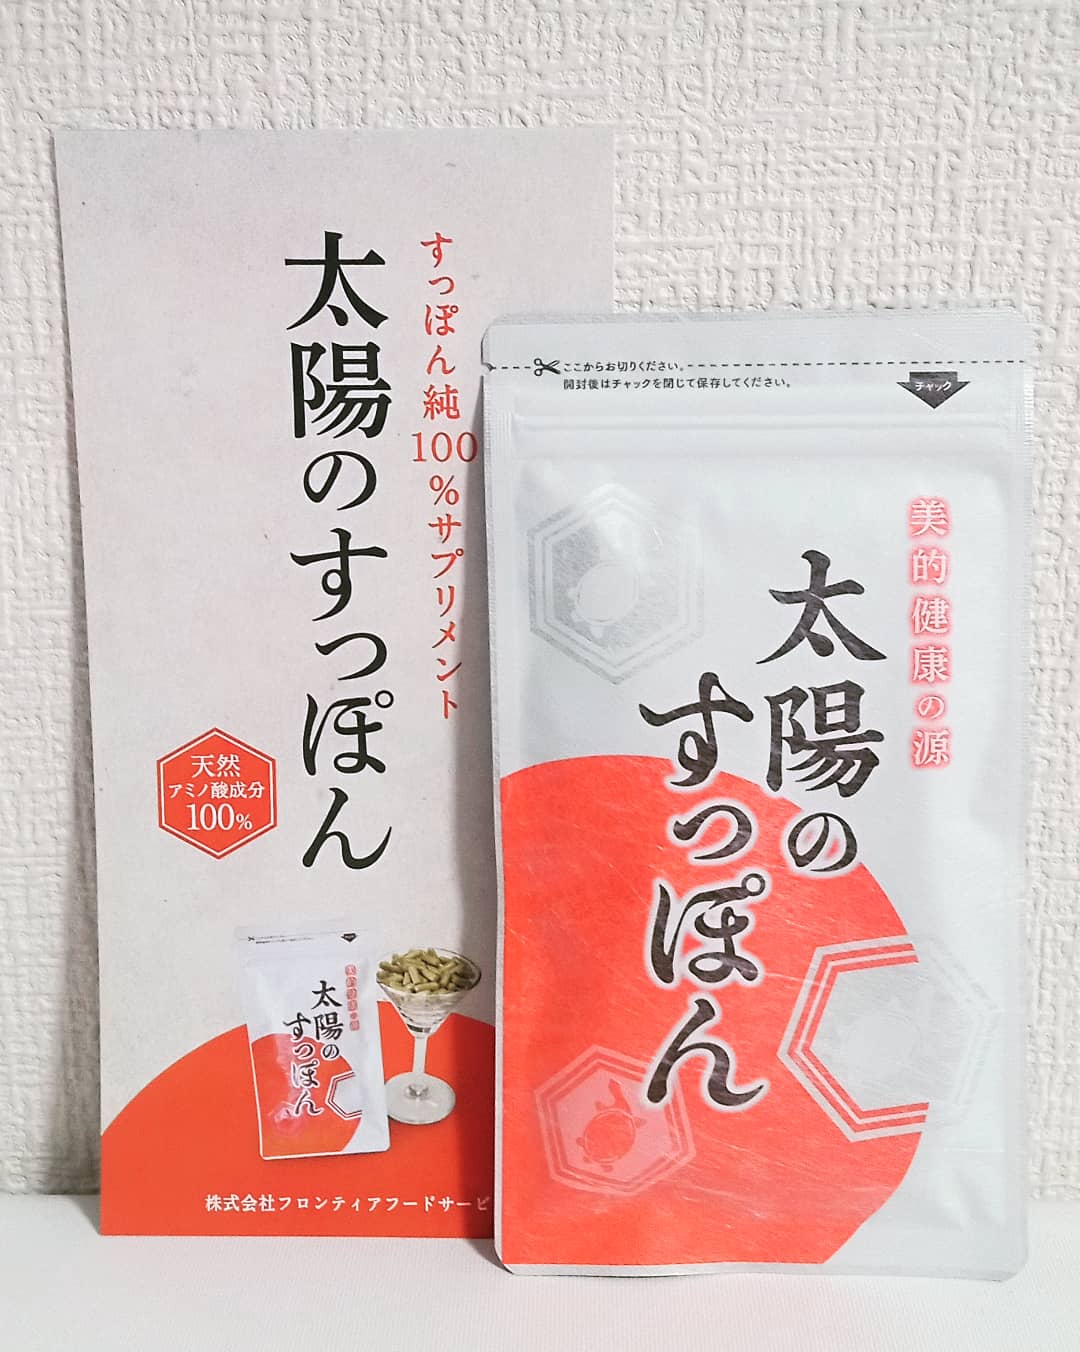 すっぽん純100%サプリメント
太陽のすっぽん
天然
アミノ酸成分
100%
太陽の
すっぽん
株式会社フロンティアフードサービ
ここからお切りください。
開封後はチャックを閉じて保存してください。
チャック
美的健康の源
太陽の
すっぽん